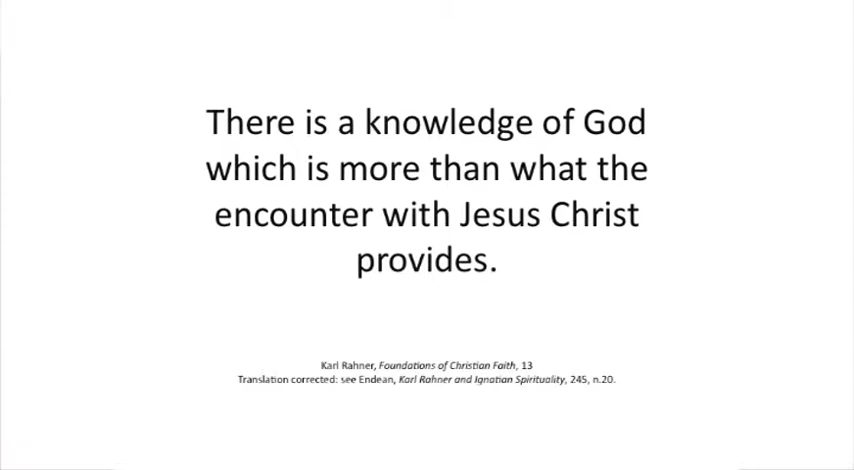 There is a knowledge of God
which is more than what the
encounter with Jesus Christ
provides.
Karl Rahner, Foundations of Christian Faith, 13
Translation corrected: see Endean, Karl Rahner and Ignatian Spirituality, 245, n.20.